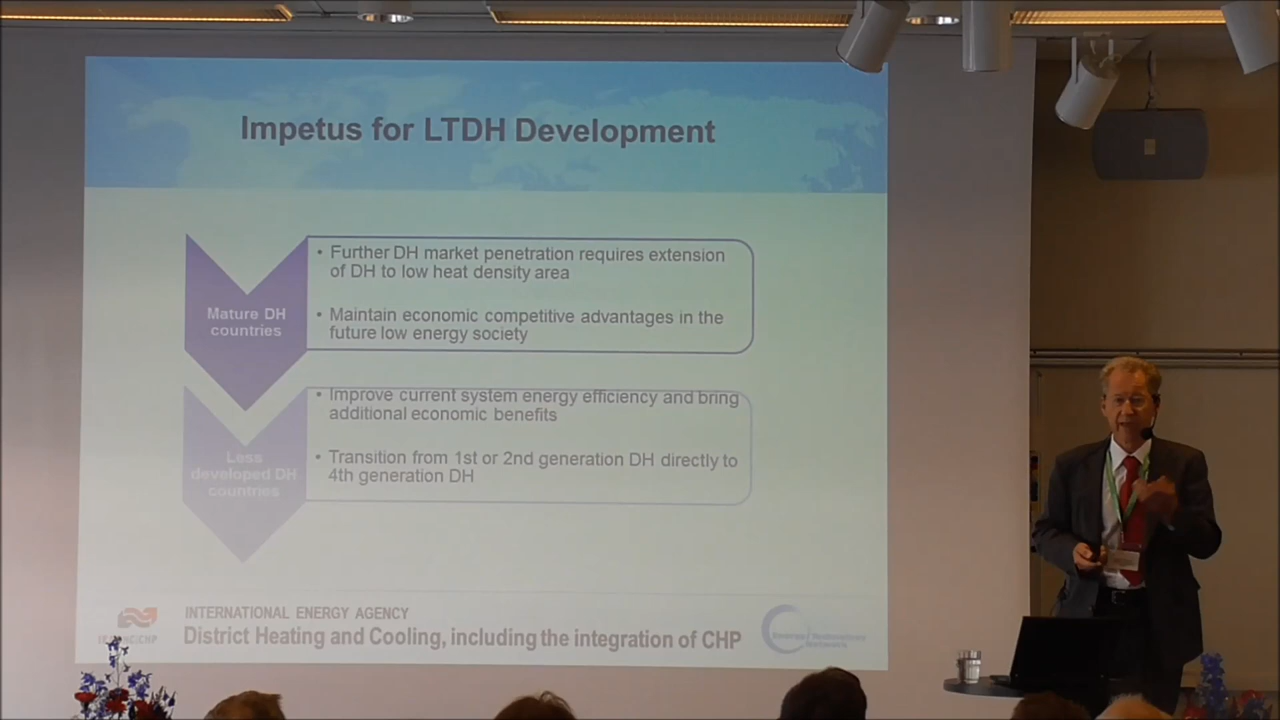 Impetus for LTDH Development
Mature DH
countries
• Further DH market penetration requires extension
of DH to low heat density area
• Maintain economic competitive advantages in the
future low energy society
Less
developed DH
countries
• Improve current system energy efficiency and bring
additional economic benefits
• Transition from 1st or 2nd generation DH directly to
4th generation DH
INTERNATIONAL ENERGY AGENCY
District Heating and Cooling, including the integration of CHP
Energy Technology
Network